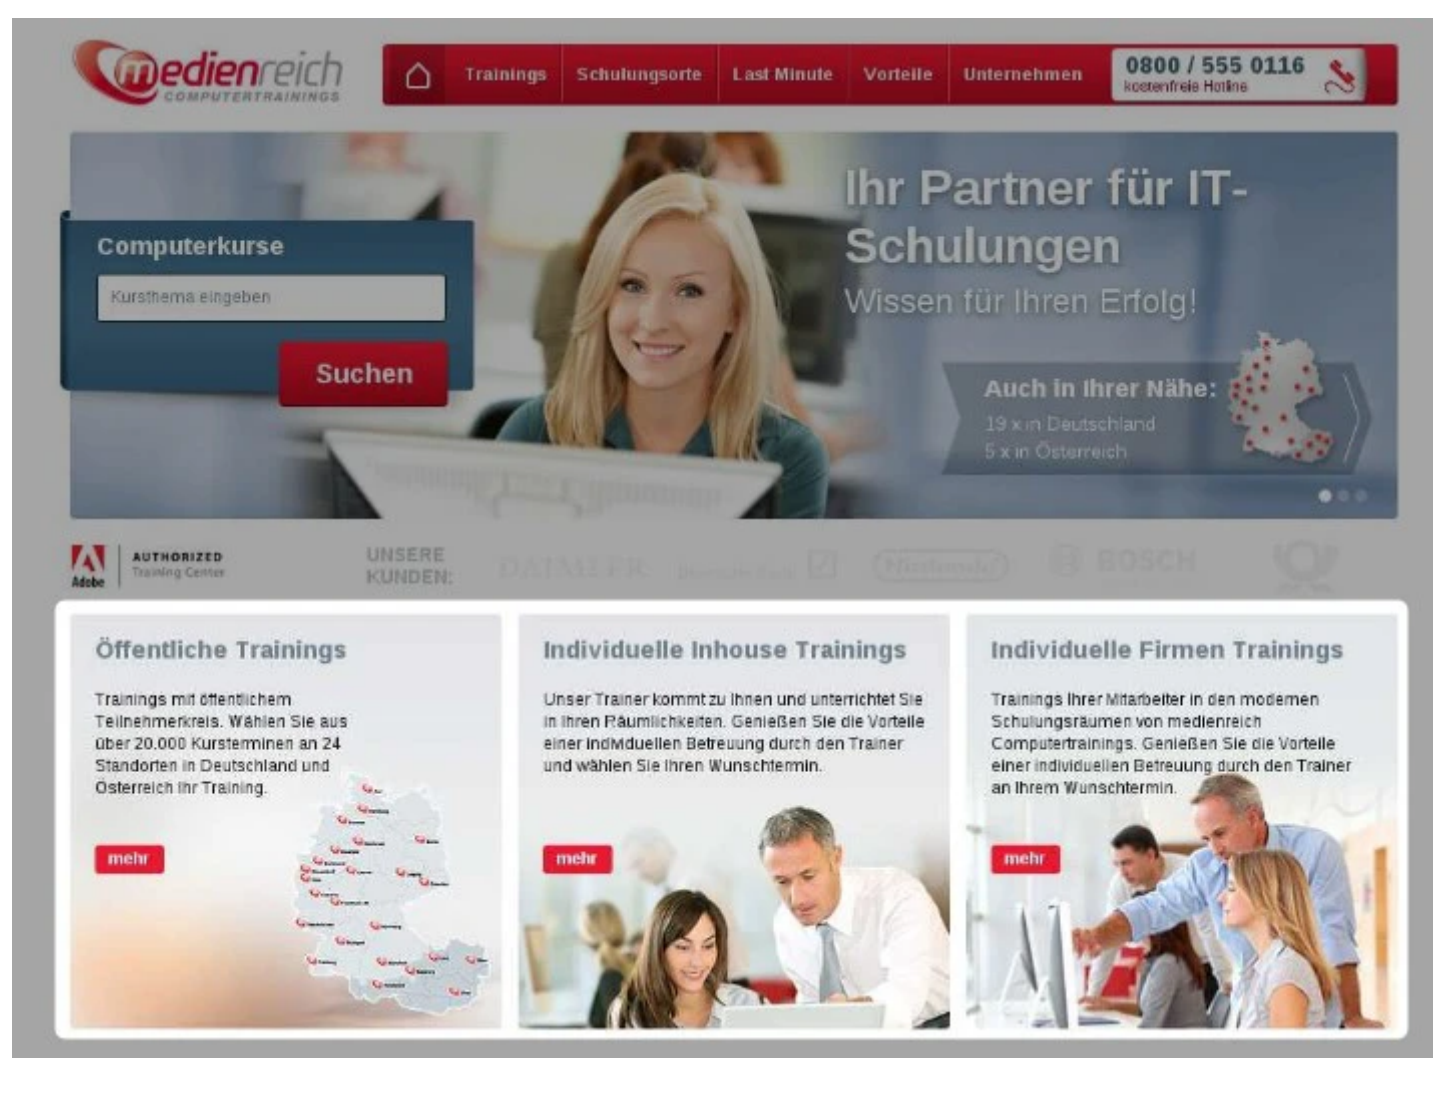 medienreich
COMPUTERTRAININGS
Trainings
Schulungsorte
Last Minute
Vorteile
Unternehmen
0800 / 555 0116
kostenfreie Hotline
Ihr Partner für IT-
Schulungen
Wissen für Ihren Erfolg!
Computerkurse
Kursthema eingeben
Suchen
Auch in Ihrer Nähe:
19 x in Deutschland
5 x in Österreich
Adobe
AUTHORIZED
Training Center
UNSERE
KUNDEN:
DAIMLER
Nintendo
BOSCH
Öffentliche Trainings
Trainings mit öffentlichem
Teilnehmerkreis. Wählen Sie aus
über 20.000 Kursterminen an 24
Standorten in Deutschland und
Österreich Ihr Training.
mehr
Individuelle Inhouse Trainings
Unser Trainer kommt zu Ihnen und unterrichtet Sie
in Ihren Räumlichkeiten. Genießen Sie die Vorteile
einer individuellen Betreuung durch den Trainer
und wählen Sie Ihren Wunschtermin.
mehr
Individuelle Firmen Trainings
Trainings Ihrer Mitarbeiter in den modernen
Schulungsräumen von medienreich
Computertrainings. Genießen Sie die Vorteile
einer individuellen Betreuung durch den Trainer
an Ihrem Wunschtermin.
mehr